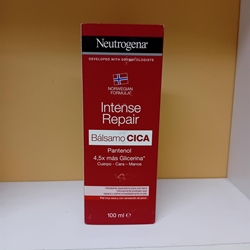 Neutrogena®
DEVELOPED WITH DERMATOLOGISTS
NORWEGIAN
FORMULA®
Intense
Repair
Bálsamo CICA
Pantenol
4,5x más Glicerina*
Cuerpo - Cara - Manos
100 ml ℮